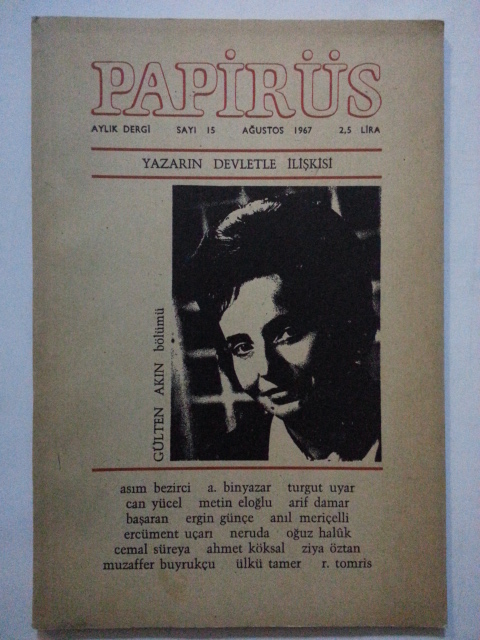 PAPİRÜS
AYLIK DERGİ SAYI 15 AĞUSTOS 1967 2,5 LİRA
YAZARIN DEVLETLE İLİŞKİSİ
GÜLTEN AKIN bölümü
asım bezirci a. binyazar turgut uyar
can yücel metin eloğlu arif damar
başaran ergin günçe anıl meriçelli
ercüment uçarı neruda oğuz halûk
cemal süreya ahmet köksal ziya öztan
muzaffer buyrukçu ülkü tamer r. tomris